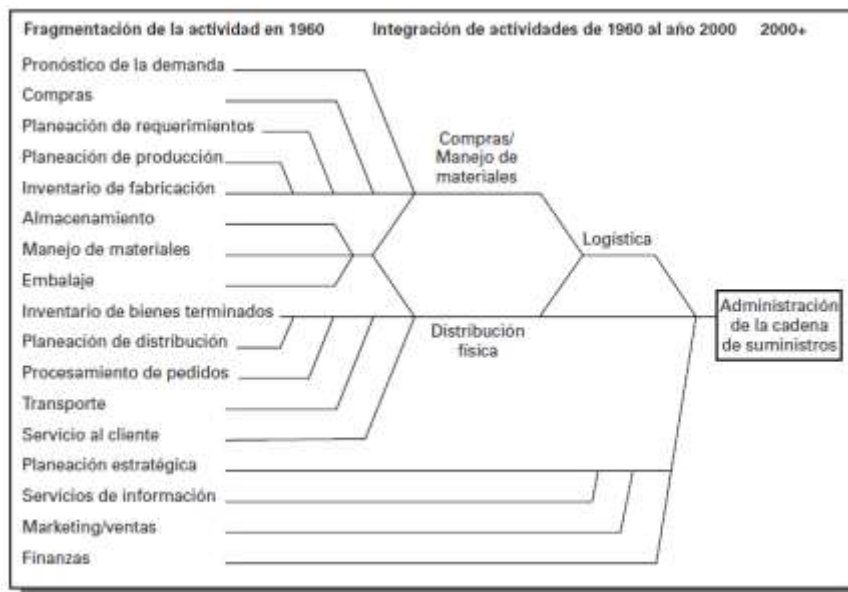 Fragmentación de la actividad en 1960 Integración de actividades de 1960 al año 2000 2000+
Pronóstico de la demanda
Compras
Planeación de requerimientos
Planeación de producción
Inventario de fabricación
Almacenamiento
Manejo de materiales
Embalaje
Inventario de bienes terminados
Planeación de distribución
Procesamiento de pedidos
Transporte
Servicio al cliente
Planeación estratégica
Servicios de información
Marketing/ventas
Finanzas
Compras/
Manejo de
materiales
Distribución
física
Logística
Administración
de la cadena
de suministros